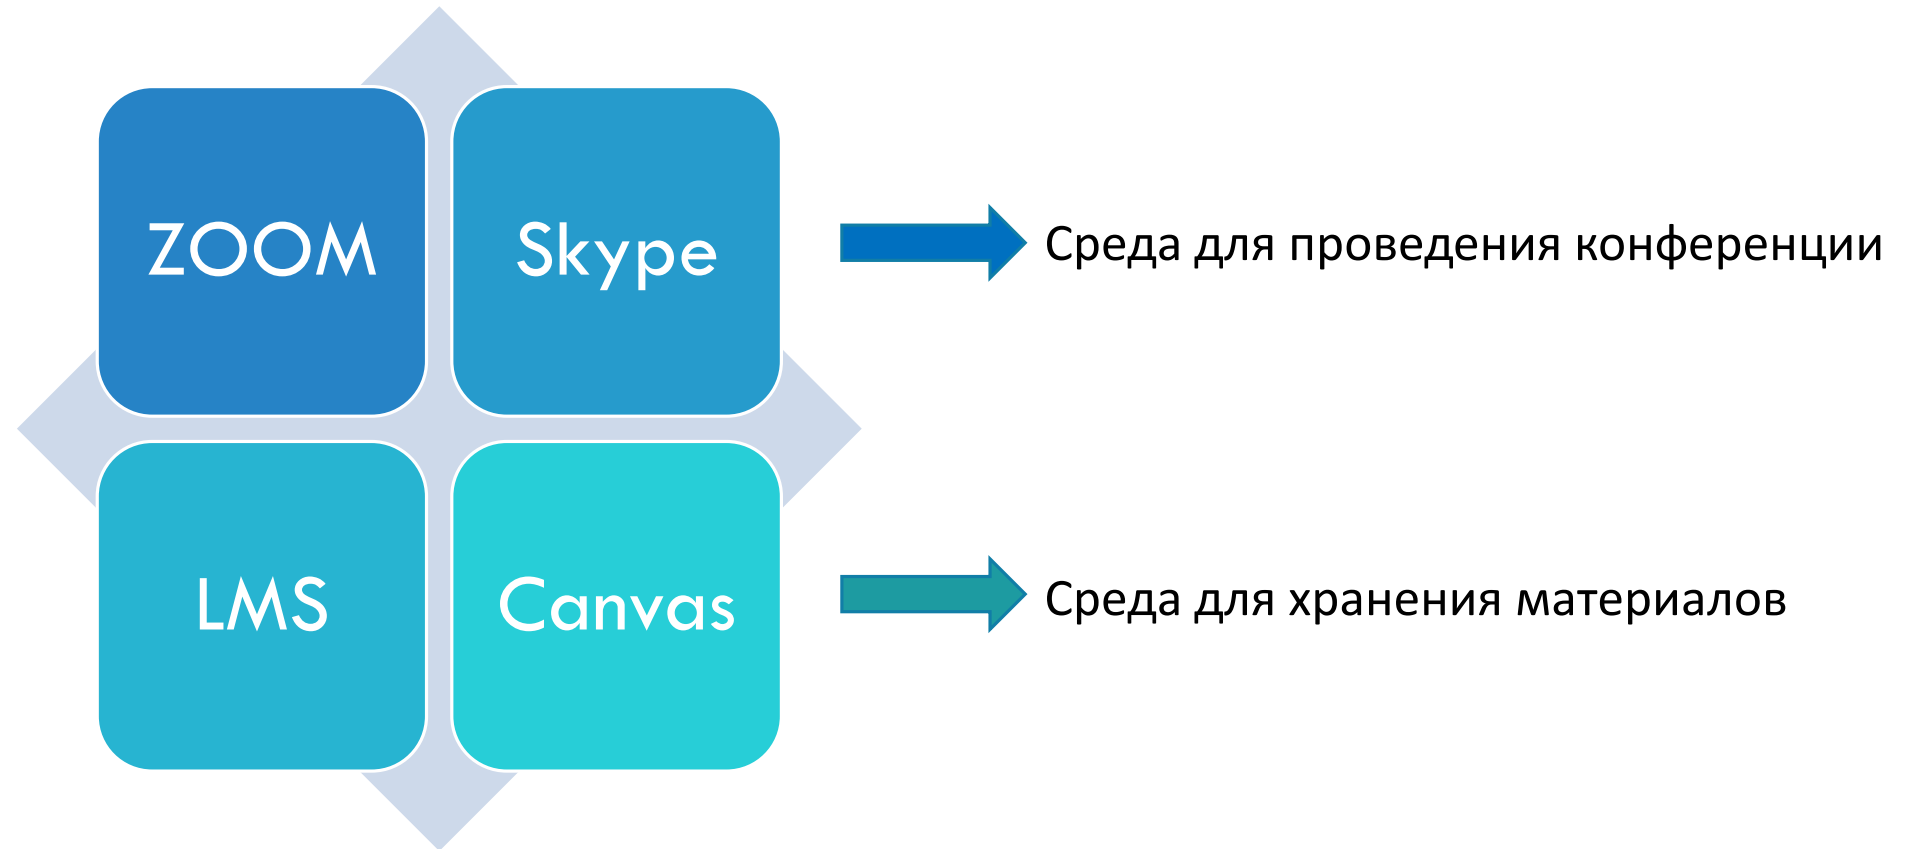 ZOOM
Skype
Среда для проведения конференции
LMS
Canvas
Среда для хранения материалов